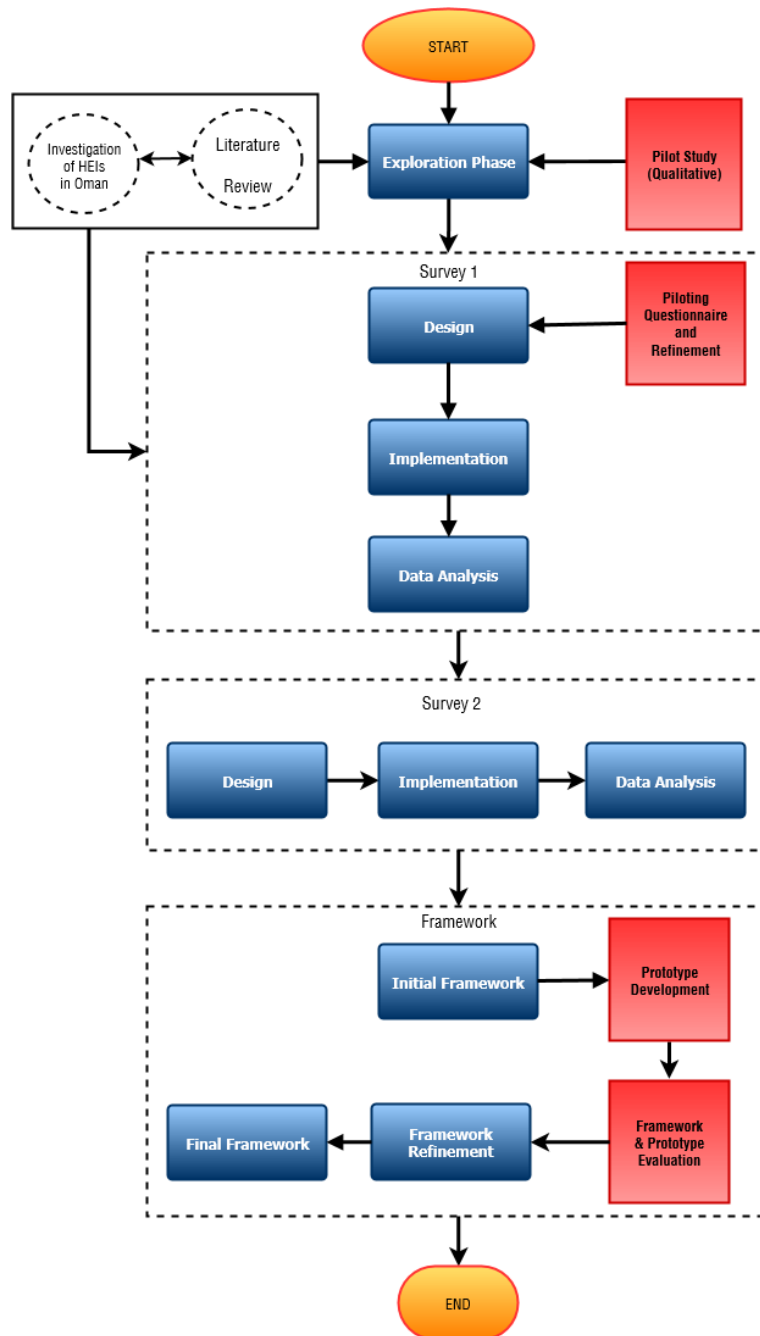 START
Investigation
of HEIs
in Oman
Literature
Review
Exploration Phase
Pilot Study
(Qualitative)
Survey 1
Design
Piloting
Questionnaire
and
Refinement
Implementation
Data Analysis
Survey 2
Design
Implementation
Data Analysis
Framework
Initial Framework
Prototype
Development
Final Framework
Framework
Refinement
Framework
& Prototype
Evaluation
END